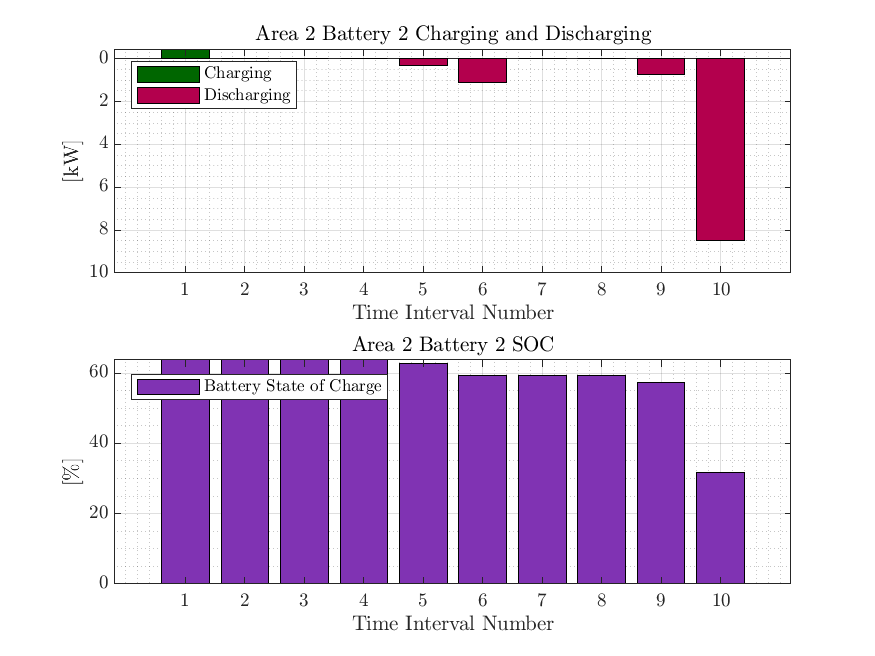 Area 2 Battery 2 Charging and Discharging
0
Charging
Discharging
2
4
6
8
10
[kW]
1 2 3 4 5 6 7 8 9 10
Time Interval Number
Area 2 Battery 2 SOC
60
Battery State of Charge
40
20
0
[%]
1 2 3 4 5 6 7 8 9 10
Time Interval Number